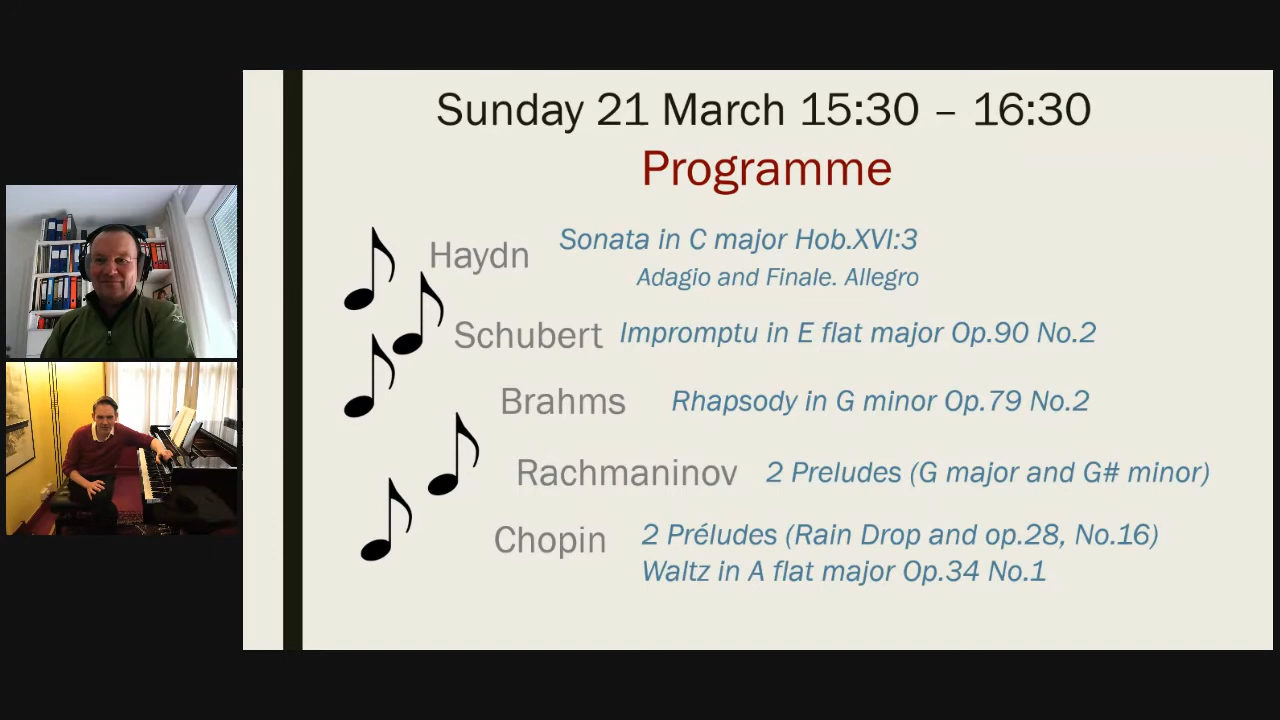 Sunday 21 March 15:30 – 16:30
Programme
Haydn Sonata in C major Hob.XVI:3
Adagio and Finale. Allegro
Schubert Impromptu in E flat major Op.90 No.2
Brahms Rhapsody in G minor Op.79 No.2
Rachmaninov 2 Preludes (G major and G# minor)
Chopin 2 Préludes (Rain Drop and op.28, No.16)
Waltz in A flat major Op.34 No.1